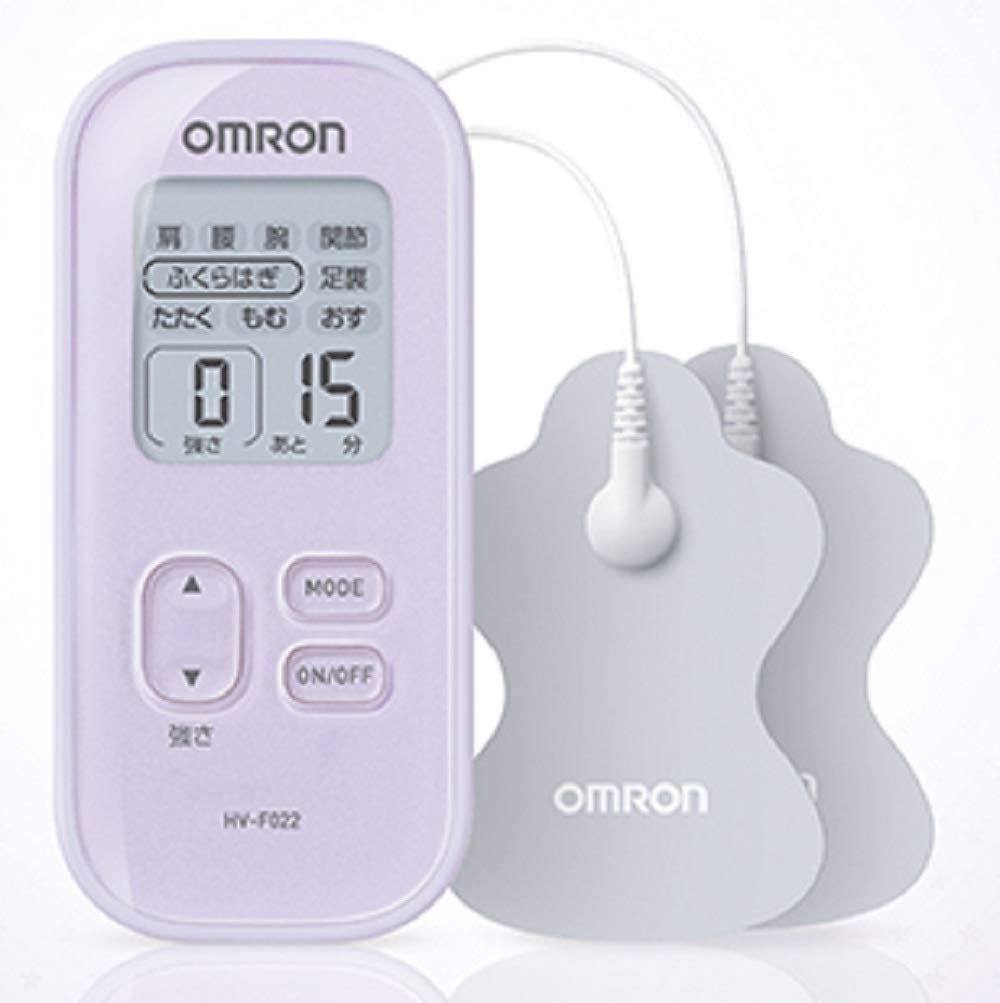 OMRON
肩 腰 腕 関節
ふくらはぎ 足裏
たたく もむ おす
0 15
強さ あと 分
MODE
ON/OFF
強さ
HV-F022
OMRON